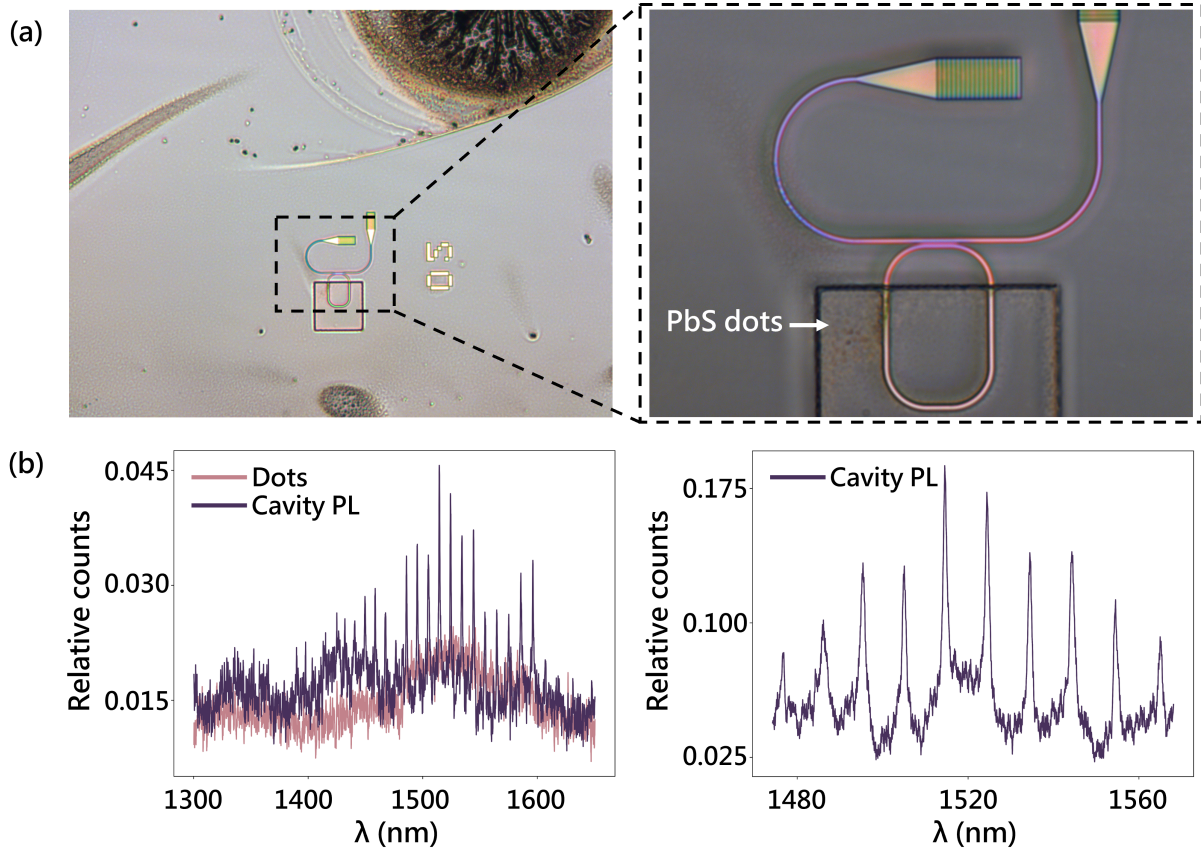 (a)
50
PbS dots
(b)
Dots
Cavity PL
0.045
0.030
0.015
Relative counts
1300
1400
1500
1600
λ (nm)
Cavity PL
0.175
0.100
0.025
Relative counts
1480
1520
1560
λ (nm)